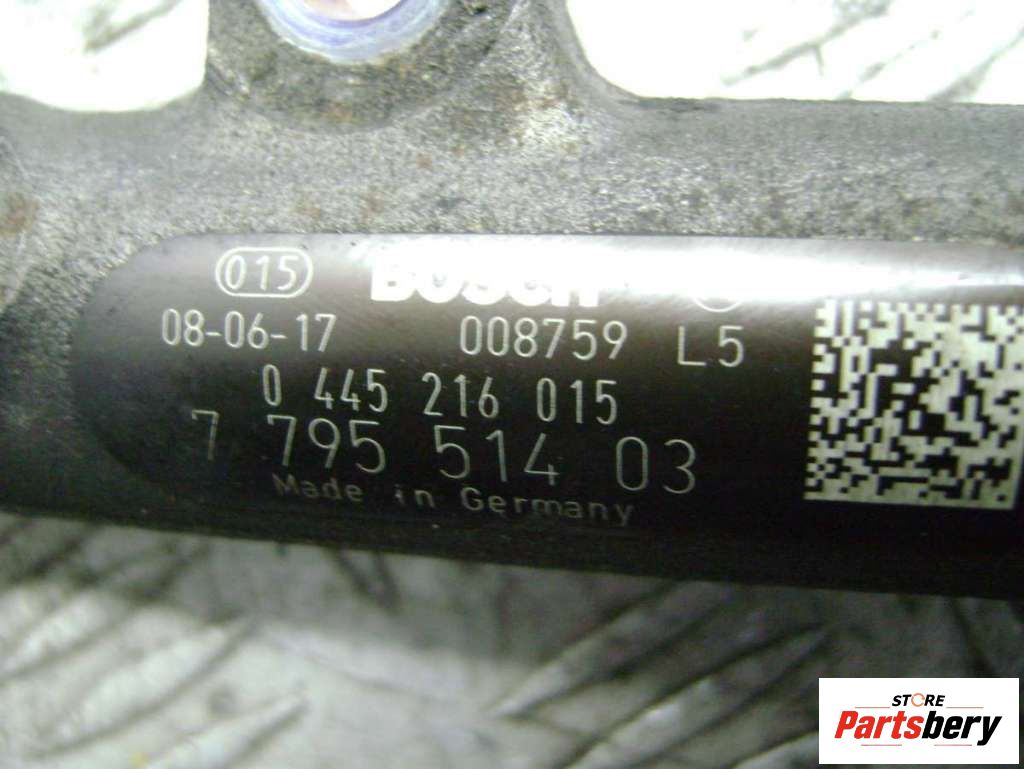 015 BOSCH
08-06-17 008759 L5
0 445 216 015
7 795 514 03
Made in Germany
STORE
Partsbery